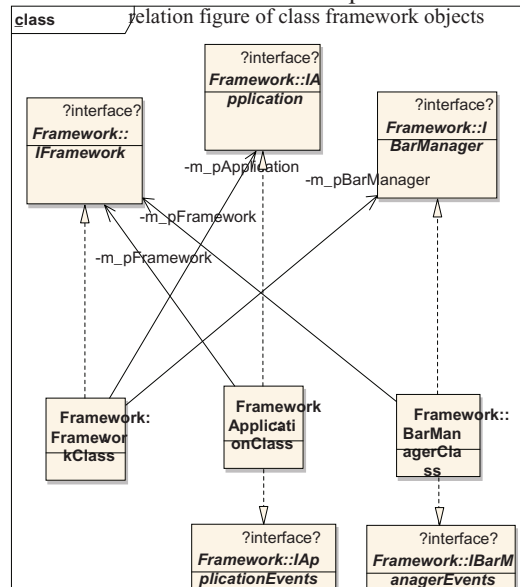 relation figure of class framework objects
class
?interface?
Framework::IA
pplication
?interface?
Framework::
IFramework
?interface?
Framework::I
BarManager
-m_pApplication
-m_pBarManager
-m_pFramework
-m_pFramework
Framework:
Framewor
kClass
Framework
Applicati
onClass
Framework::
BarMan
agerCla
ss
?interface?
Framework::IAp
plicationEvents
?interface?
Framework::IBarM
anagerEvents